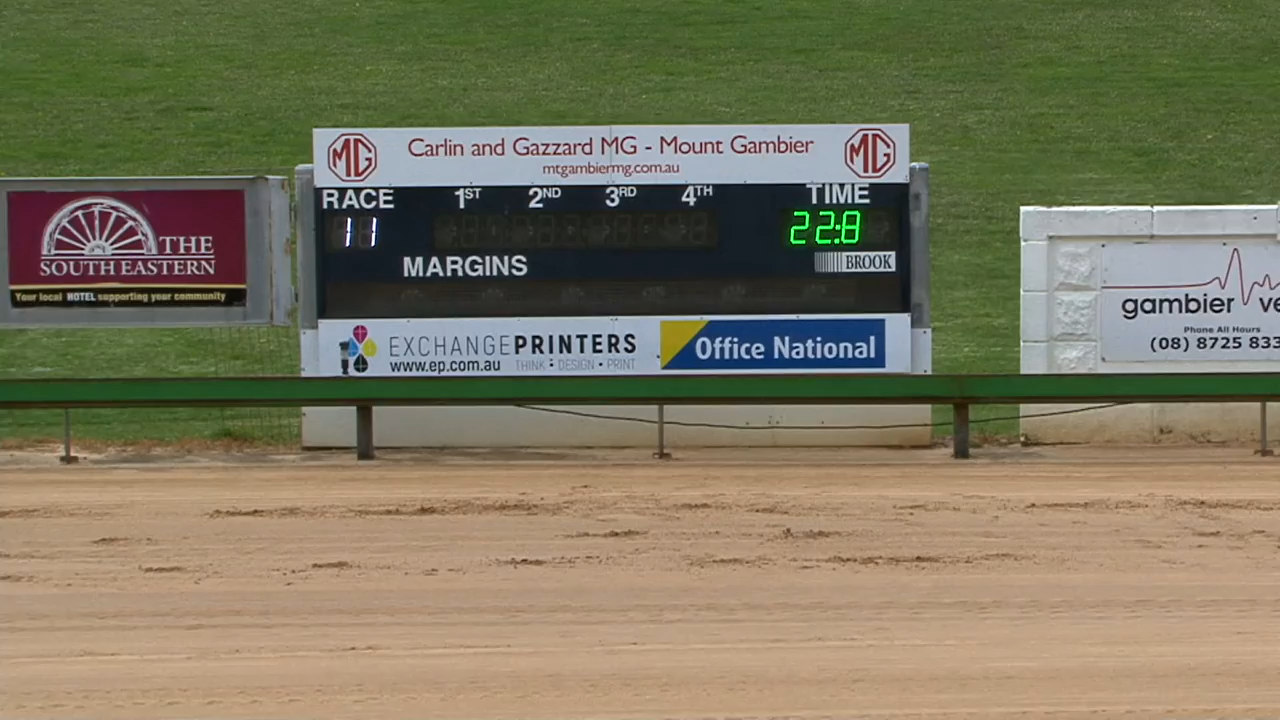 MG Carlin and Gazzard MG - Mount Gambier MG
mtgambiermg.com.au
RACE 1ST 2ND 3RD 4TH TIME
11 22:8
MARGINS BROOK
THE
SOUTH EASTERN
Your local HOTEL supporting your community
EXCHANGEPRINTERS
www.ep.com.au THINK • DESIGN • PRINT
Office National
gambier ve
Phone All Hours
(08) 8725 833